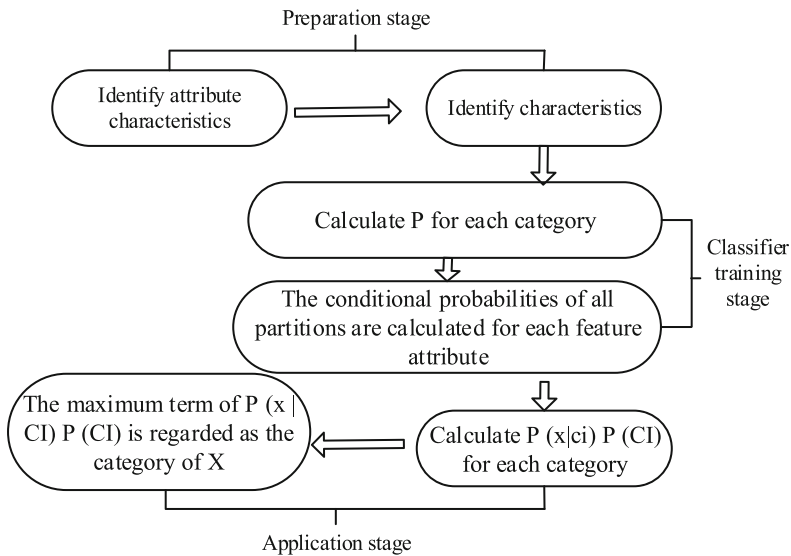 Preparation stage
Identify attribute
characteristics
Identify characteristics
Calculate P for each category
Classifier
training
stage
The conditional probabilities of all
partitions are calculated for each feature
attribute
The maximum term of P (x |
CI) P (CI) is regarded as the
category of X
Calculate P (x|ci) P (CI)
for each category
Application stage